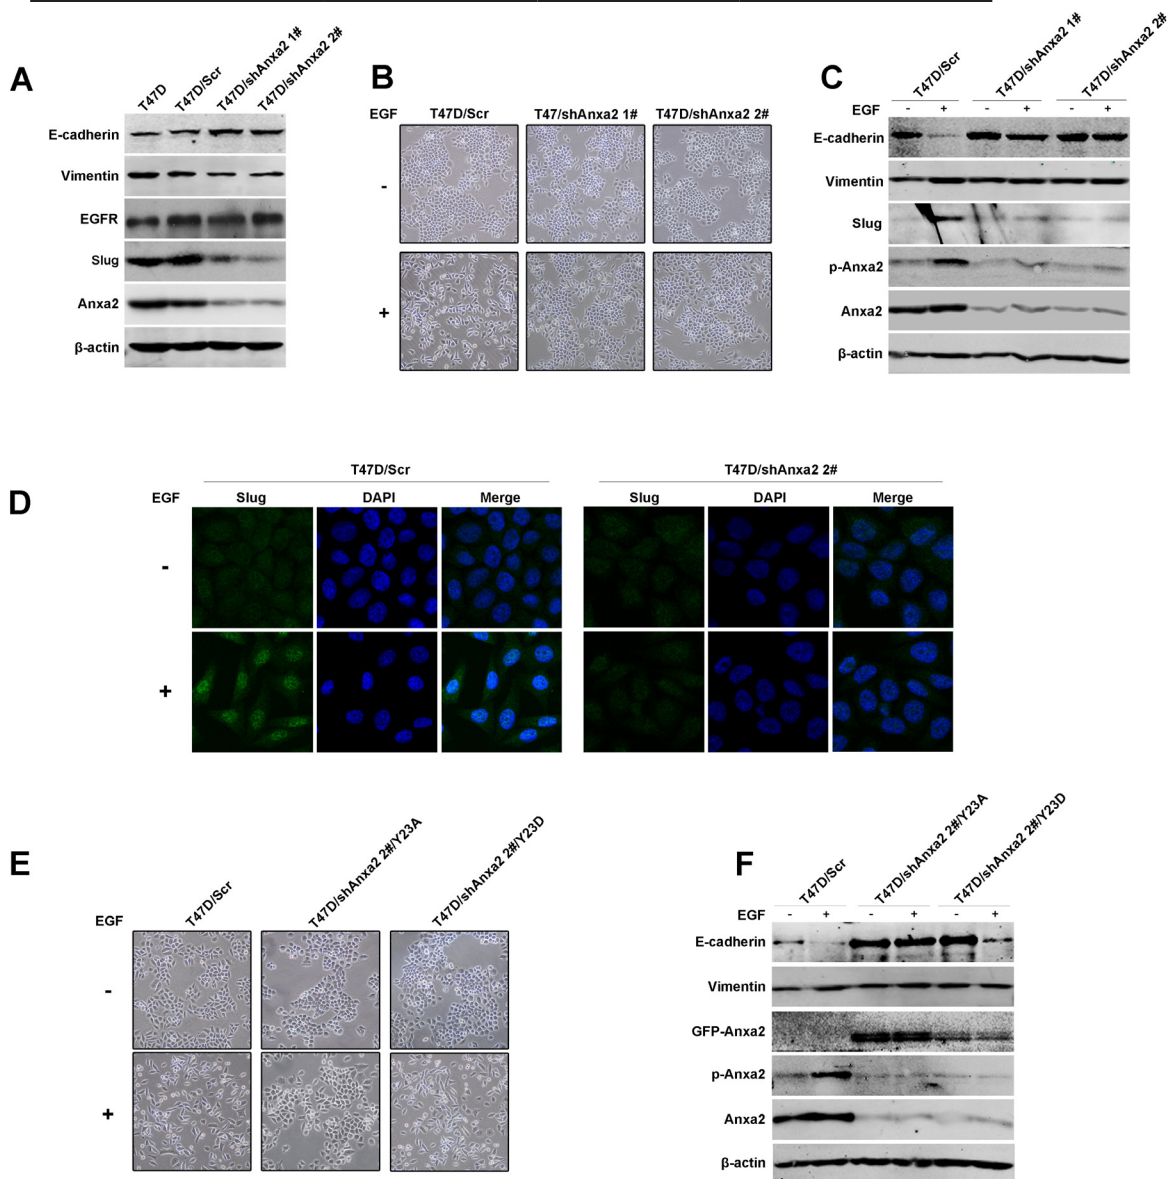 A
T47D
T47D/Scr
T47D/shAnxa2 1#
T47D/shAnxa2 2#
E-cadherin
Vimentin
EGFR
Slug
Anxa2
β-actin
B
EGF
T47D/Scr
T47/shAnxa2 1#
T47D/shAnxa2 2#
-
+
C
T47D/Scr
T47D/shAnxa2 1#
T47D/shAnxa2 2#
EGF - + - + - +
E-cadherin
Vimentin
Slug
p-Anxa2
Anxa2
β-actin
D
T47D/Scr
T47D/shAnxa2 2#
EGF
Slug DAPI Merge
Slug DAPI Merge
-
+
E
T47D/Scr
T47D/shAnxa2 2#/Y23A
T47D/shAnxa2 2#/Y23D
EGF
-
+
F
T47D/Scr
T47D/shAnxa2 2#/Y23A
T47D/shAnxa2 2#/Y23D
EGF - + - + - +
E-cadherin
Vimentin
GFP-Anxa2
p-Anxa2
Anxa2
β-actin